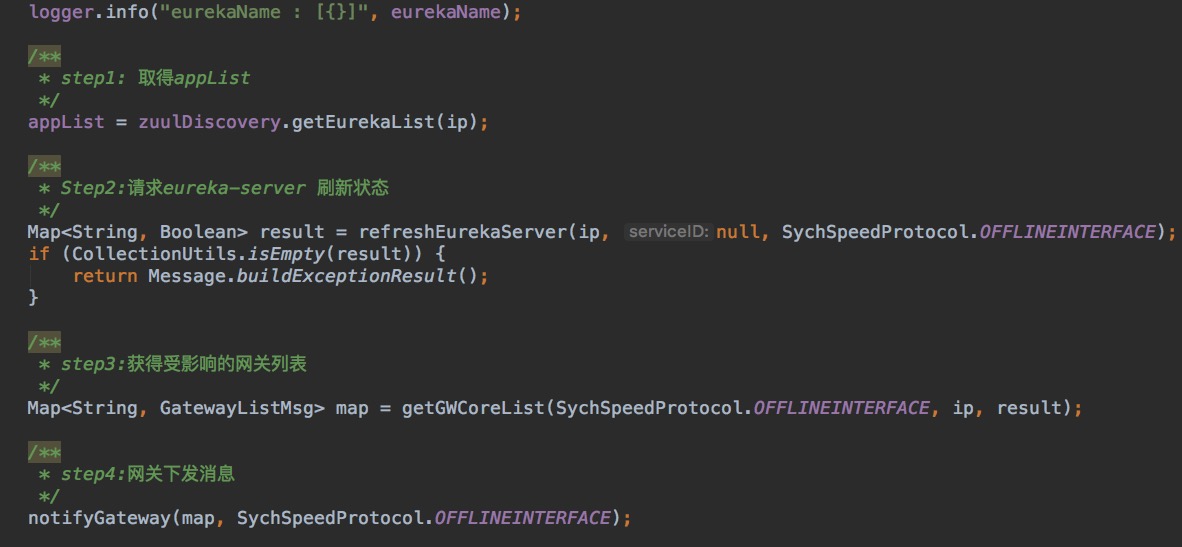 logger.info("eurekaName : [{}]", eurekaName);
/**
* step1: 取得appList
*/
appList = zuulDiscovery.getEurekaList(ip);
/**
* Step2:请求eureka-server 刷新状态
*/
Map<String, Boolean> result = refreshEurekaServer(ip, serviceID: null, SychSpeedProtocol.OFFLINEINTERFACE);
if (CollectionUtils.isEmpty(result)) {
return Message.buildExceptionResult();
}
/**
* step3:获得受影响的网关列表
*/
Map<String, GatewayListMsg> map = getGWCoreList(SychSpeedProtocol.OFFLINEINTERFACE, ip, result);
/**
* step4:网关下发消息
*/
notifyGateway(map, SychSpeedProtocol.OFFLINEINTERFACE);